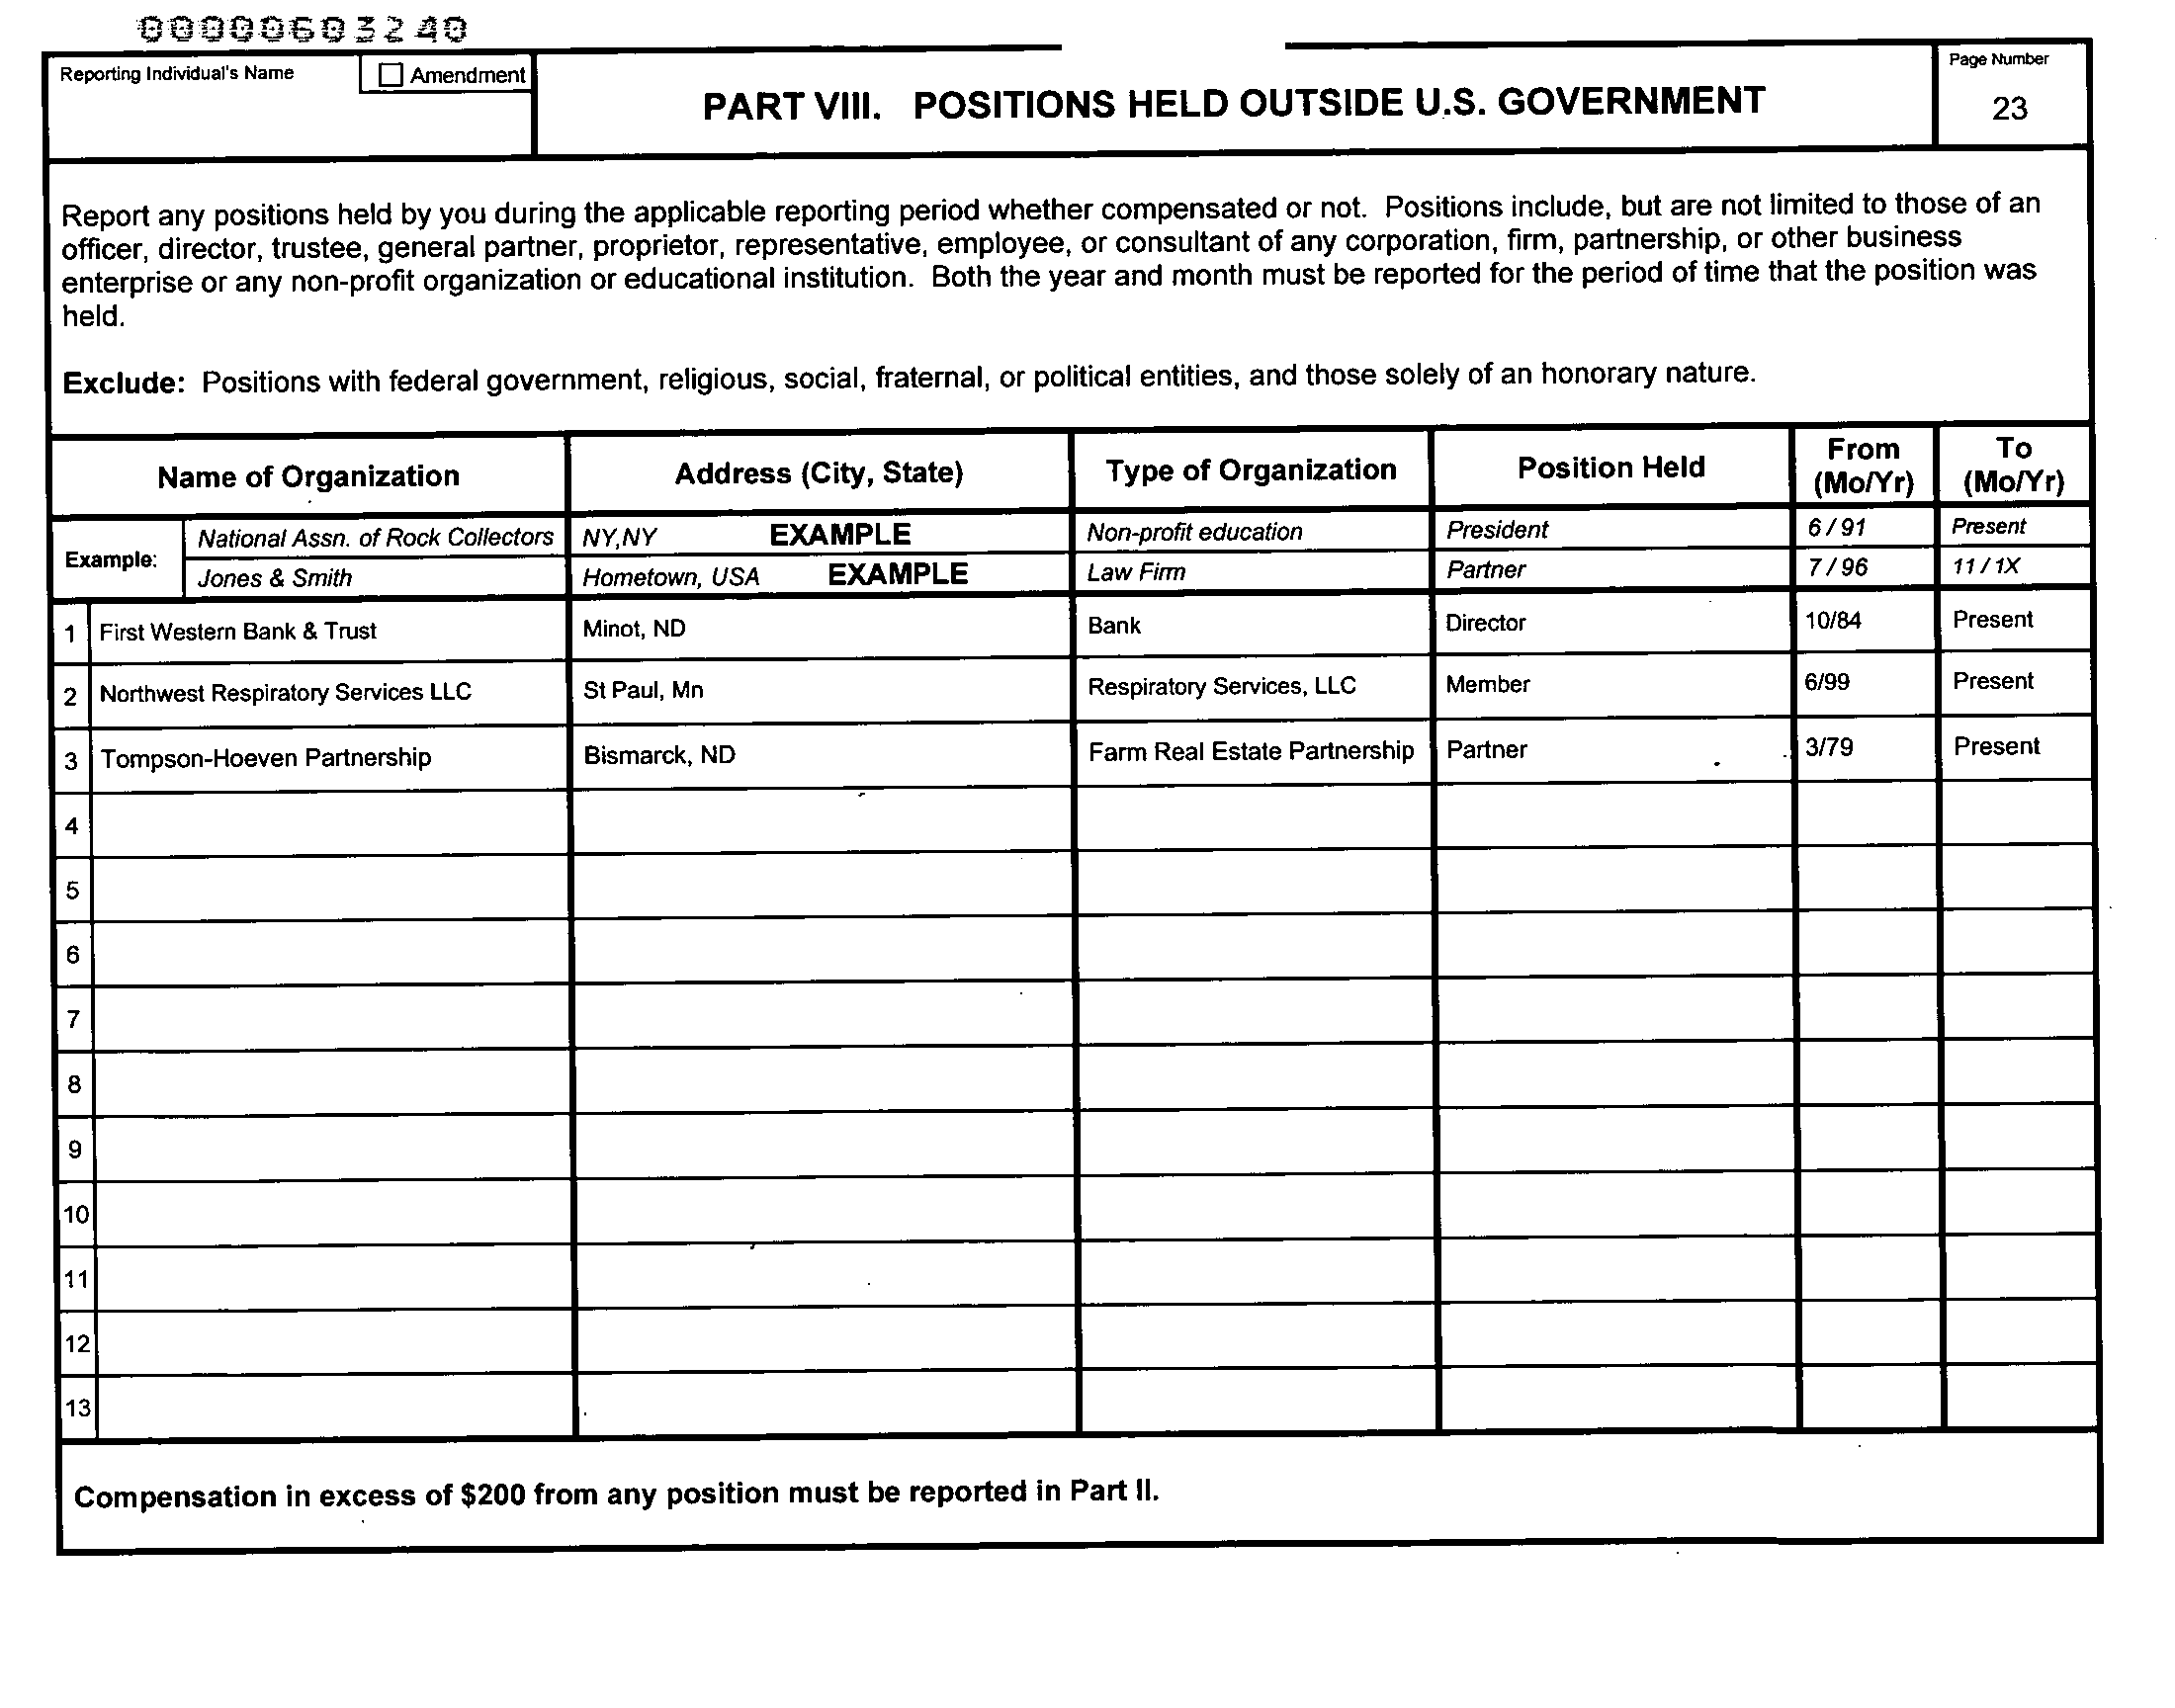 00000603240
Reporting Individual's Name
Amendment
PART VIII. POSITIONS HELD OUTSIDE U.S. GOVERNMENT
Page Number
23
Report any positions held by you during the applicable reporting period whether compensated or not. Positions include, but are not limited to those of an
officer, director, trustee, general partner, proprietor, representative, employee, or consultant of any corporation, firm, partnership, or other business
enterprise or any non-profit organization or educational institution. Both the year and month must be reported for the period of time that the position was
held.
Exclude: Positions with federal government, religious, social, fraternal, or political entities, and those solely of an honorary nature.
Name of Organization Address (City, State) Type of Organization Position Held From (Mo/Yr) To (Mo/Yr)
Example: National Assn. of Rock Collectors NY,NY EXAMPLE Non-profit education President 6 / 91 Present
Jones & Smith Hometown, USA EXAMPLE Law Firm Partner 7 / 96 11 / 1X
1 First Western Bank & Trust Minot, ND Bank Director 10/84 Present
2 Northwest Respiratory Services LLC St Paul, Mn Respiratory Services, LLC Member 6/99 Present
3 Tompson-Hoeven Partnership Bismarck, ND Farm Real Estate Partnership Partner 3/79 Present
4
5
6
7
8
9
10
11
12
13
Compensation in excess of $200 from any position must be reported in Part II.